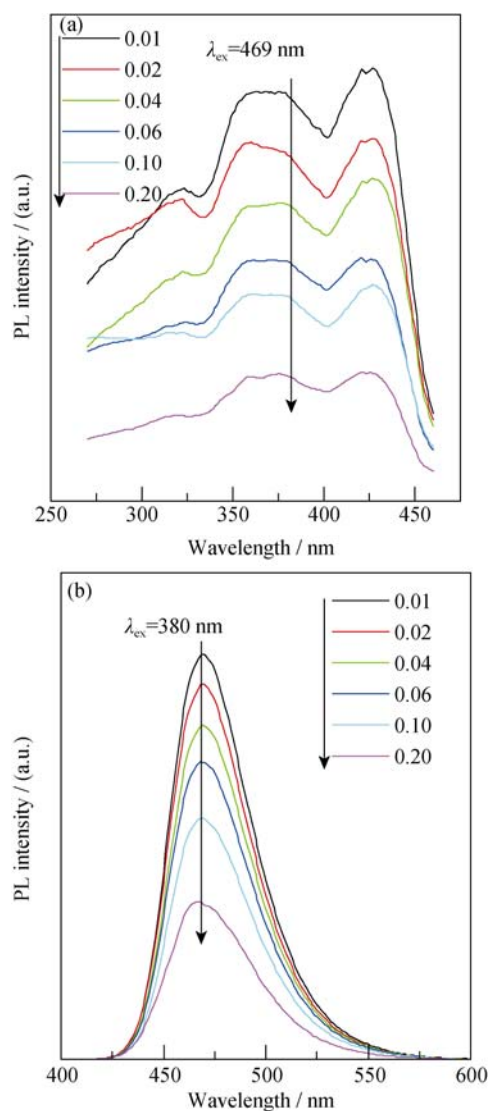 (a)
0.01
0.02
0.04
0.06
0.10
0.20
λex=469 nm
PL intensity / (a.u.)
250 300 350 400 450
Wavelength / nm
(b)
λex=380 nm
0.01
0.02
0.04
0.06
0.10
0.20
PL intensity / (a.u.)
400 450 500 550 600
Wavelength / nm